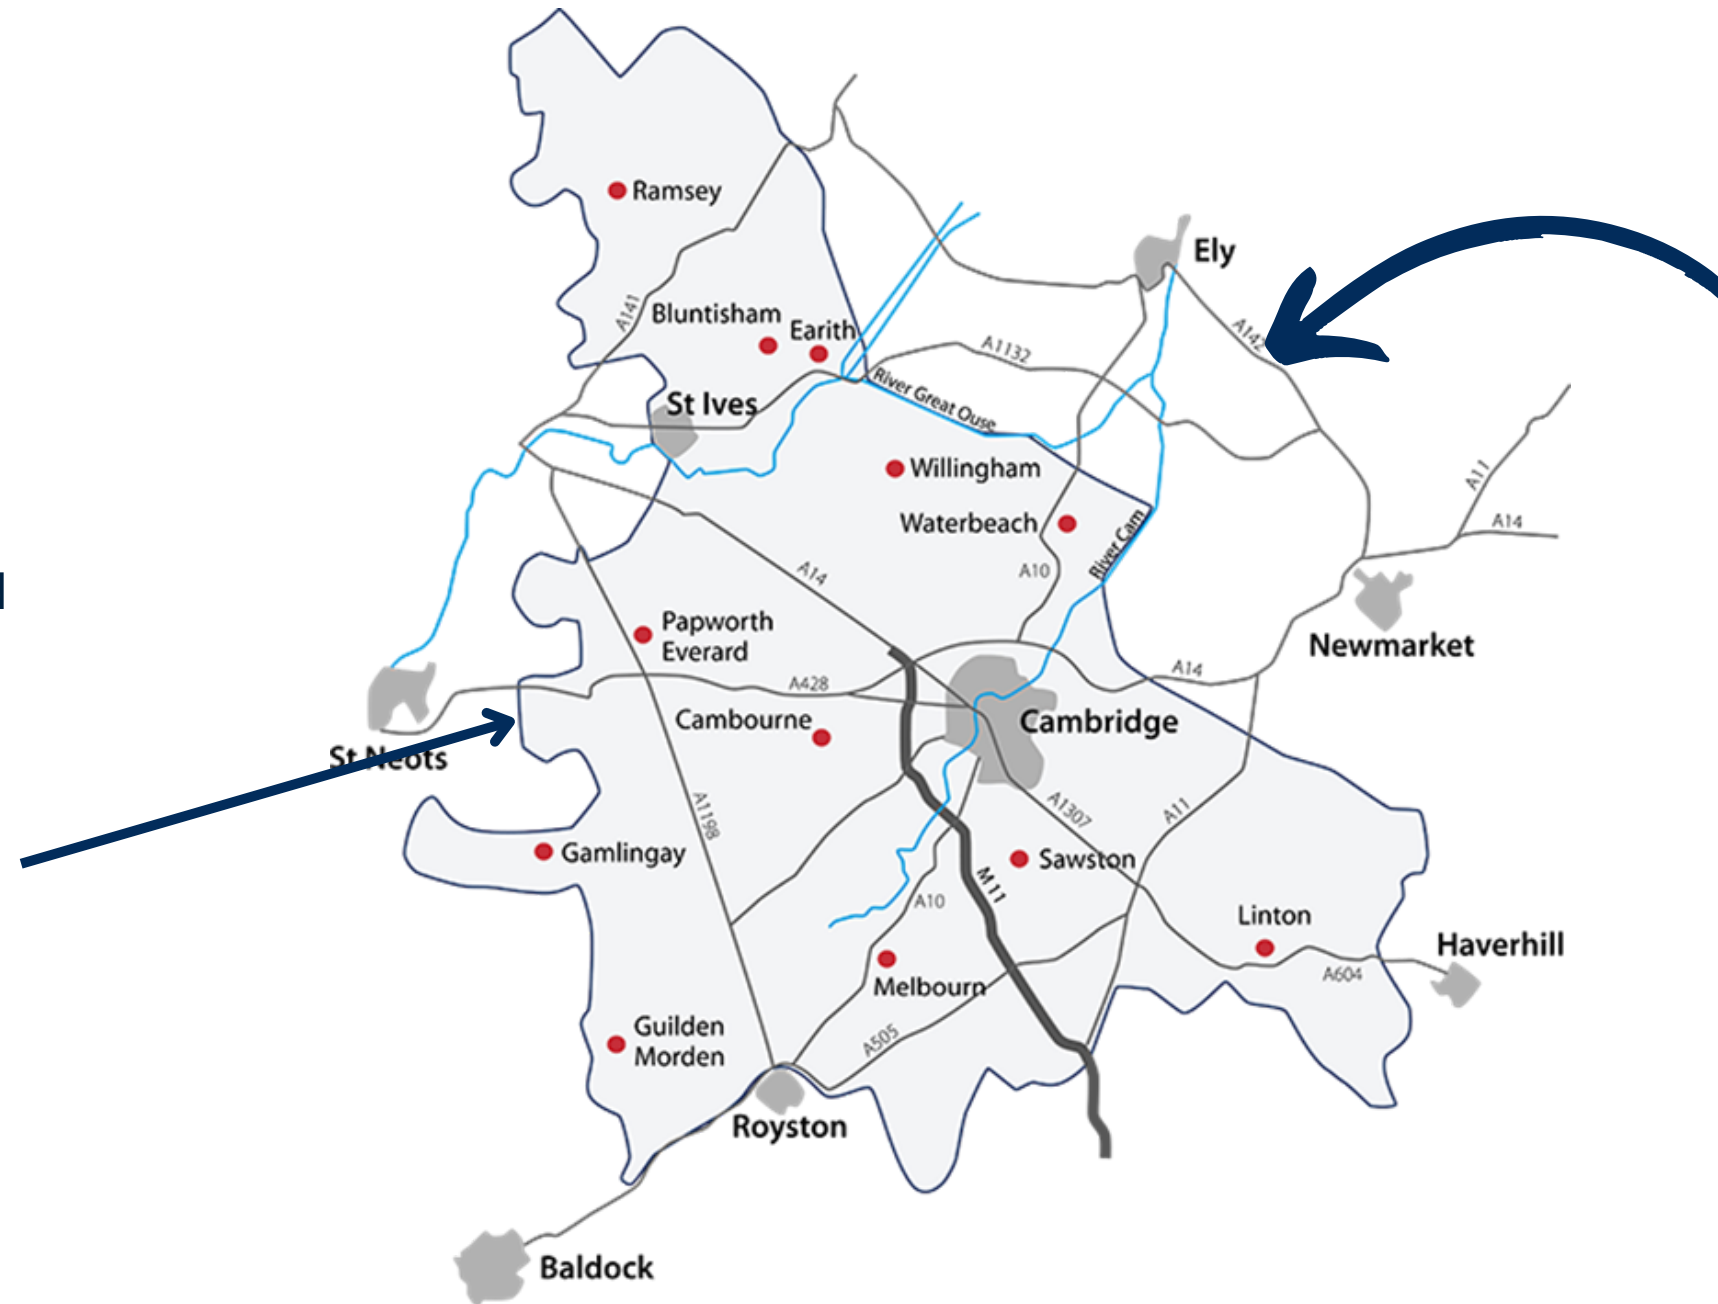 Ramsey
Ely
A141
Bluntisham
Earith
A142
A1132
River Great Ouse
St Ives
Willingham
A11
Waterbeach
A14
River Cam
A10
A14
Papworth
Everard
Newmarket
A14
A428
Cambourne
Cambridge
St Neots
A1198
A1307
A11
Gamlingay
Sawston
M11
A10
Linton
Haverhill
A604
Melbourn
Guilden
Morden
A505
Royston
Baldock